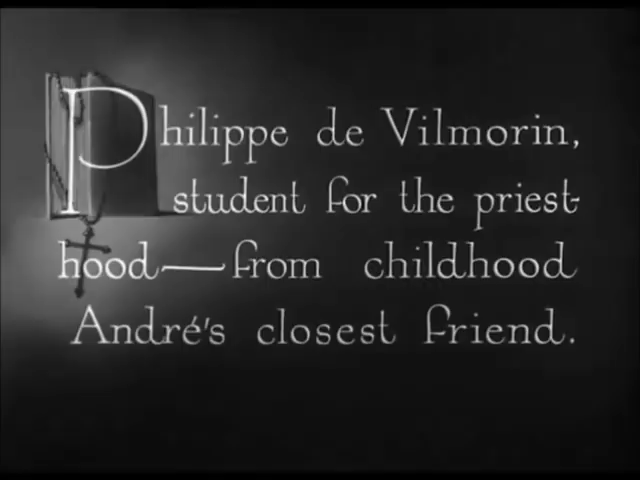 Philippe de Vilmorin,
student for the priest-
hood—from childhood
André's closest friend.